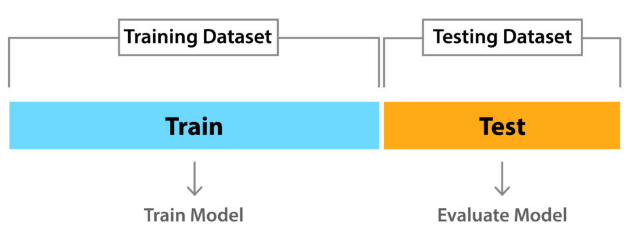 Training Dataset
Testing Dataset
Train
Test
Train Model
Evaluate Model